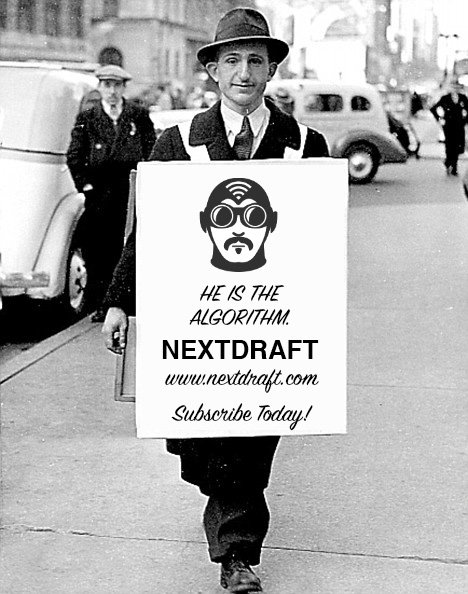 HE IS THE
ALGORITHM.
NEXTDRAFT
www.nextdraft.com
Subscribe Today!